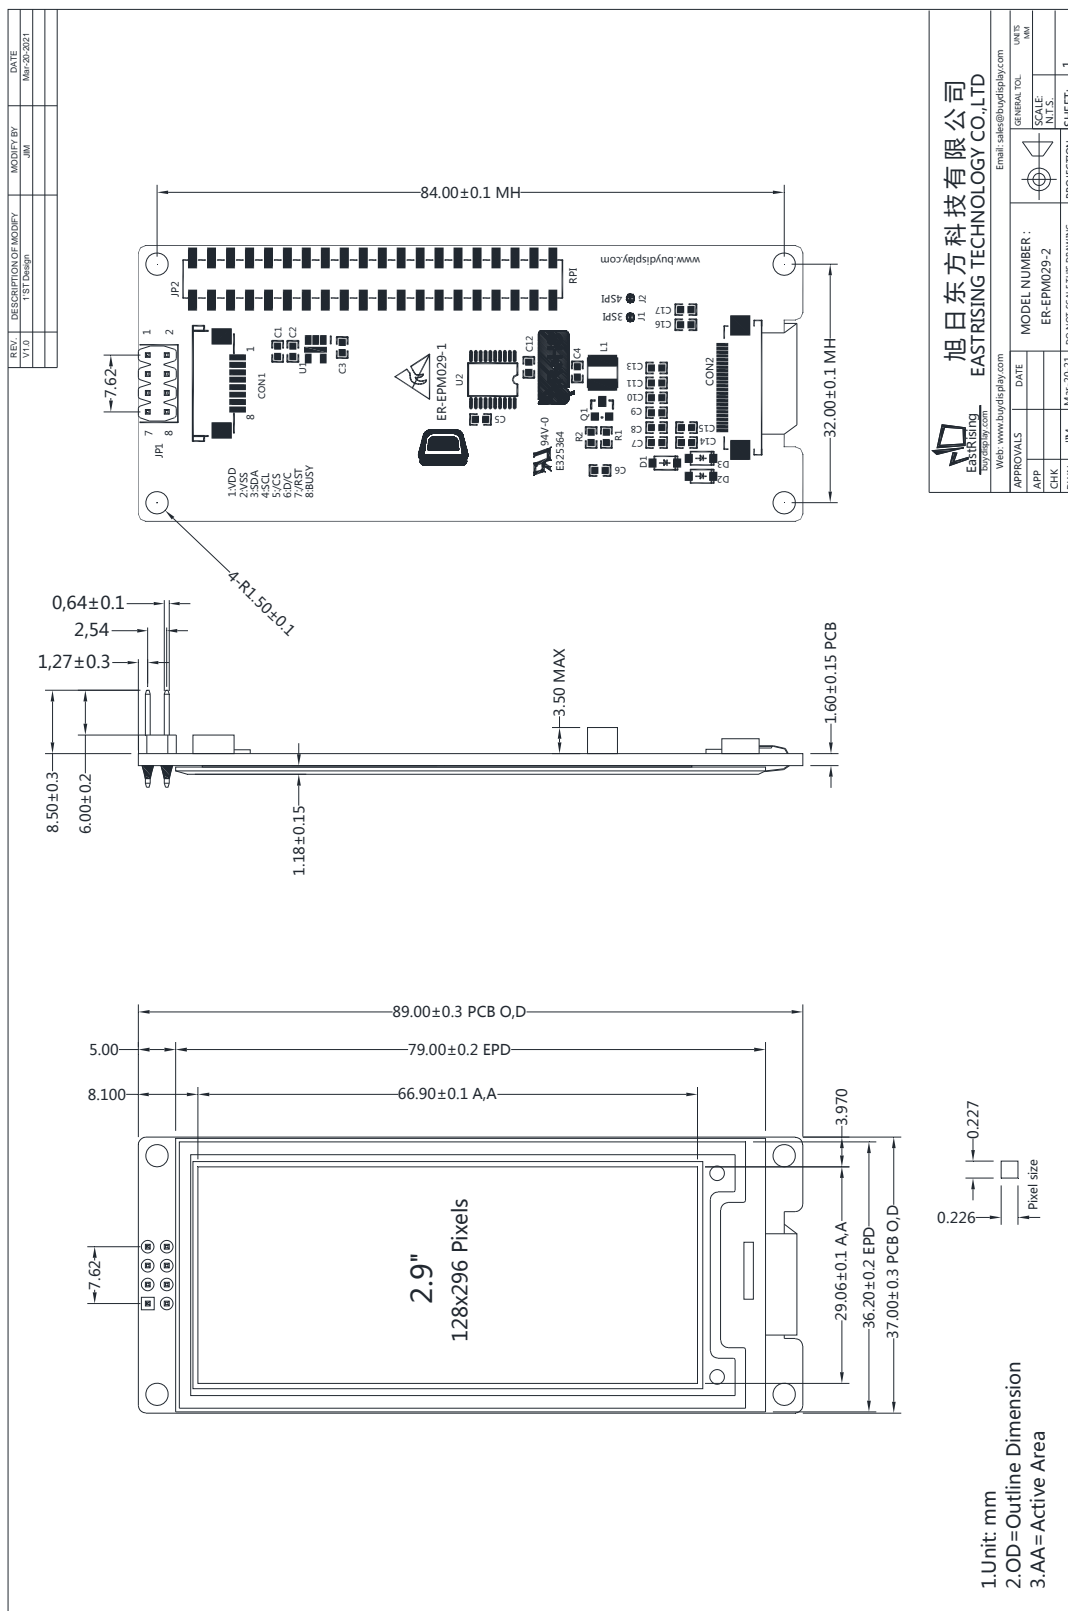 REV.
DESCRIPTION OF MODIFY
MODIFY BY
DATE
V1.0
1'ST Design
JIM
Mar-20-2021
84.00±0.1 MH
7.62
1
2
7
8
JP1
JP2
RPI
www.buydisplay.com
CON1
1
8
C1
C2
U1
C3
1:VDD
2:VSS
3:SDA
4:SCL
5:/CS
6:D/C
7:/RST
8:BUSY
ER-EPM029-1
U2
C5
C12
94V-0
E325364
C4
L1
Q1
R2
R1
C6
3SPI
4SPI
J1
J2
C17
C16
C13
C11
C10
C9
C8
C7
C15
C14
D1
D3
D2
CON2
32.00±0.1 MH
4-R1.50±0.1
0,64±0.1
2,54
1,27±0.3
8.50±0.3
6.00±0.2
1.18±0.15
3.50 MAX
1.60±0.15 PCB
89.00±0.3 PCB O,D
5.00
79.00±0.2 EPD
8.100
66.90±0.1 A,A
3.970
7.62
2.9"
128x296 Pixels
29.06±0.1 A,A
36.20±0.2 EPD
37.00±0.3 PCB O,D
0.227
0.226
Pixel size
1.Unit: mm
2.OD=Outline Dimension
3.AA=Active Area
EastRising
buydisplay.com
旭日东方科技有限公司
EASTRISING TECHNOLOGY CO.,LTD
Web: www.buydisplay.com
Email: sales@buydisplay.com
APPROVALS
DATE
MODEL NUMBER :
ER-EPM029-2
GENERAL TOL.
UNITS
MM
APP
CHK
SCALE:
N.T.S.
JIM
Mar-20-21
PROJECTION
SHEET:
1